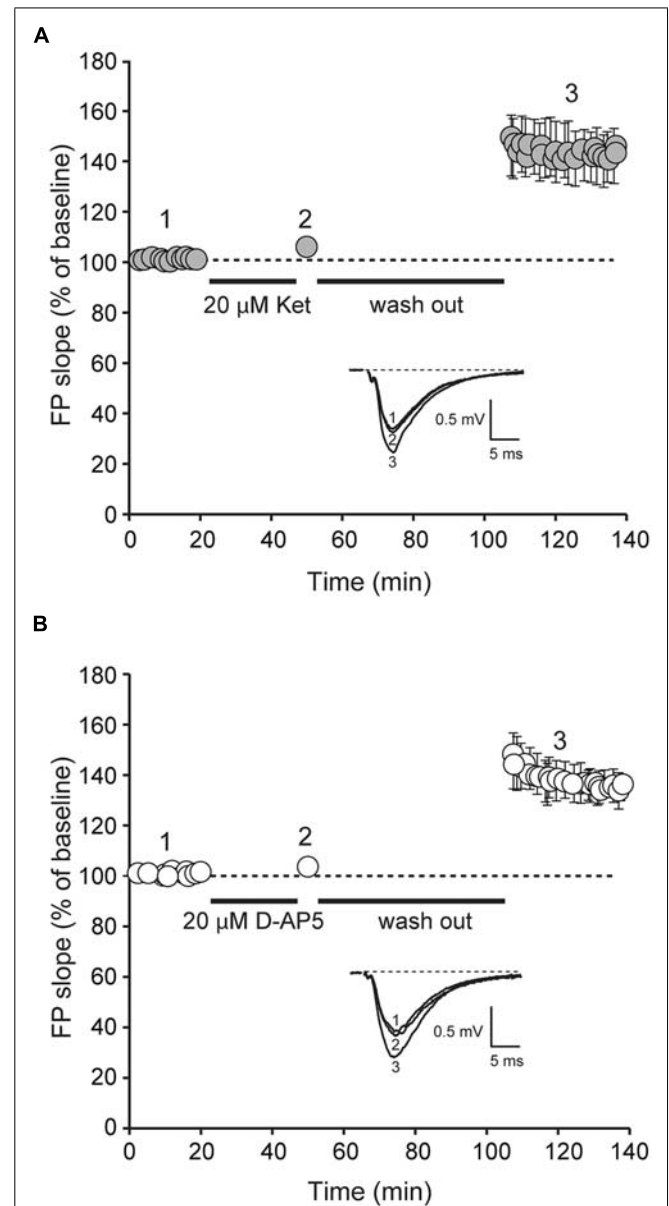 A
180
160
140
120
100
80
60
40
20
0
FP slope (% of baseline)
1
2
3
20 µM Ket
wash out
1
2
3
0.5 mV
5 ms
0 20 40 60 80 100 120 140
Time (min)
B
180
160
140
120
100
80
60
40
20
0
FP slope (% of baseline)
1
2
3
20 µM D-AP5
wash out
1
2
3
0.5 mV
5 ms
0 20 40 60 80 100 120 140
Time (min)